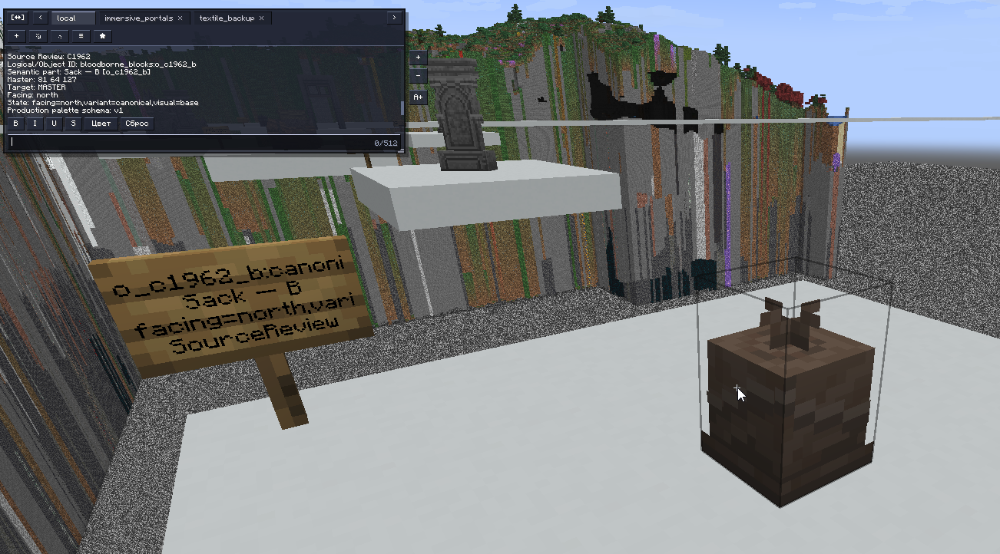 [↔] < local immersive_portals × textile_backup × >
+ ≡ ★
Source Review: C1962
Logical/Object ID: bloodborne_blocks:o_c1962_b
Semantic part: Sack — B [o_c1962_b]
Master: 81 64 127
Target: MASTER
Facing: north
State: facing=north,variant=canonical,visual=base
Production palette schema: v1
B I U S Цвет Сброс
0/512
+
−
A+
o_c1962_b:canoni
Sack — B
facing=north,vari
SourceReview